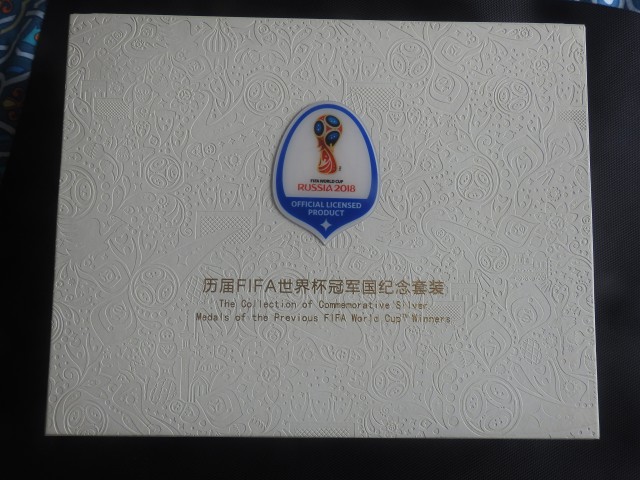 FIFA WORLD CUP
RUSSIA 2018
OFFICIAL LICENSED
PRODUCT
历届FIFA世界杯冠军国纪念套装
The Collection of Commemorative Silver
Medals of the Previous FIFA World Cup™ Winners